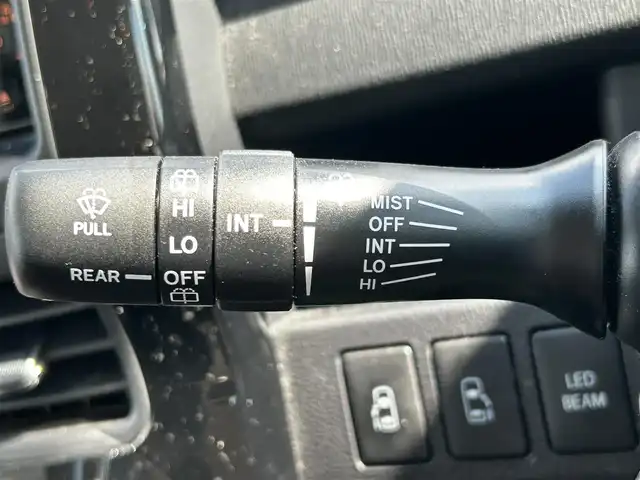 PULL
REAR
HI
LO
OFF
INT
MIST
OFF
INT
LO
HI
LED
BEAM